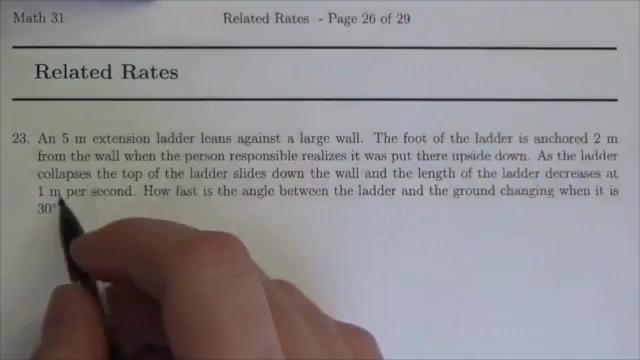 Math 31 Related Rates - Page 26 of 29
Related Rates
23. An 5 m extension ladder leans against a large wall. The foot of the ladder is anchored 2 m
from the wall when the person responsible realizes it was put there upside down. As the ladder
collapses the top of the ladder slides down the wall and the length of the ladder decreases at
1 m per second. How fast is the angle between the ladder and the ground changing when it is
30°